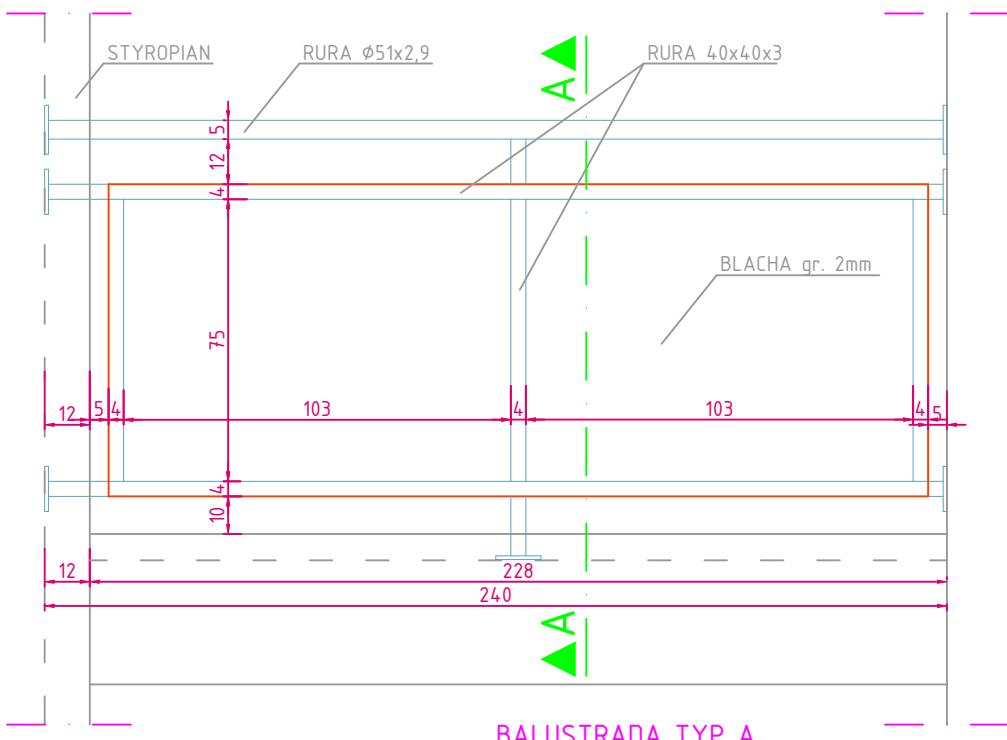 STYROPIAN
RURA Ø51x2,9
A
RURA 40x40x3
5
12
4
BLACHA gr. 2mm
75
12
5
4
103
4
103
4
5
4
10
12
228
240
A
BALUSTRADA TYP A